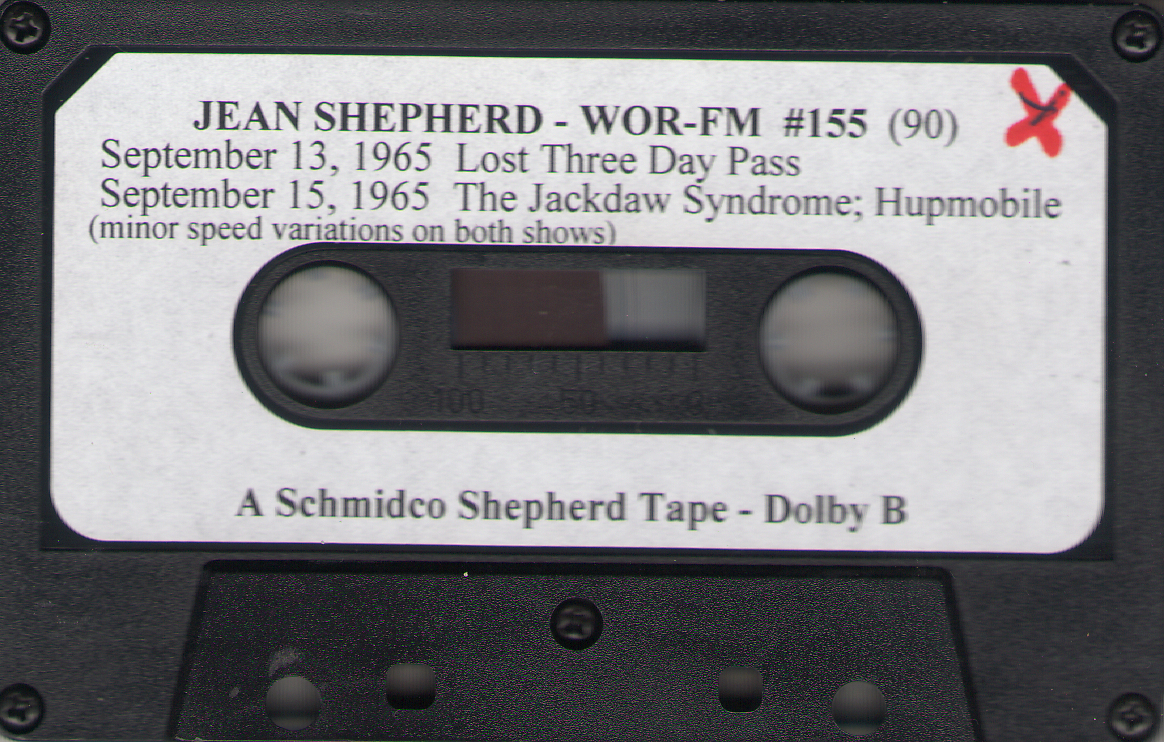 JEAN SHEPHERD - WOR-FM #155 (90)
September 13, 1965 Lost Three Day Pass
September 15, 1965 The Jackdaw Syndrome; Hupmobile
(minor speed variations on both shows)
100 50 0
A Schmidco Shepherd Tape - Dolby B